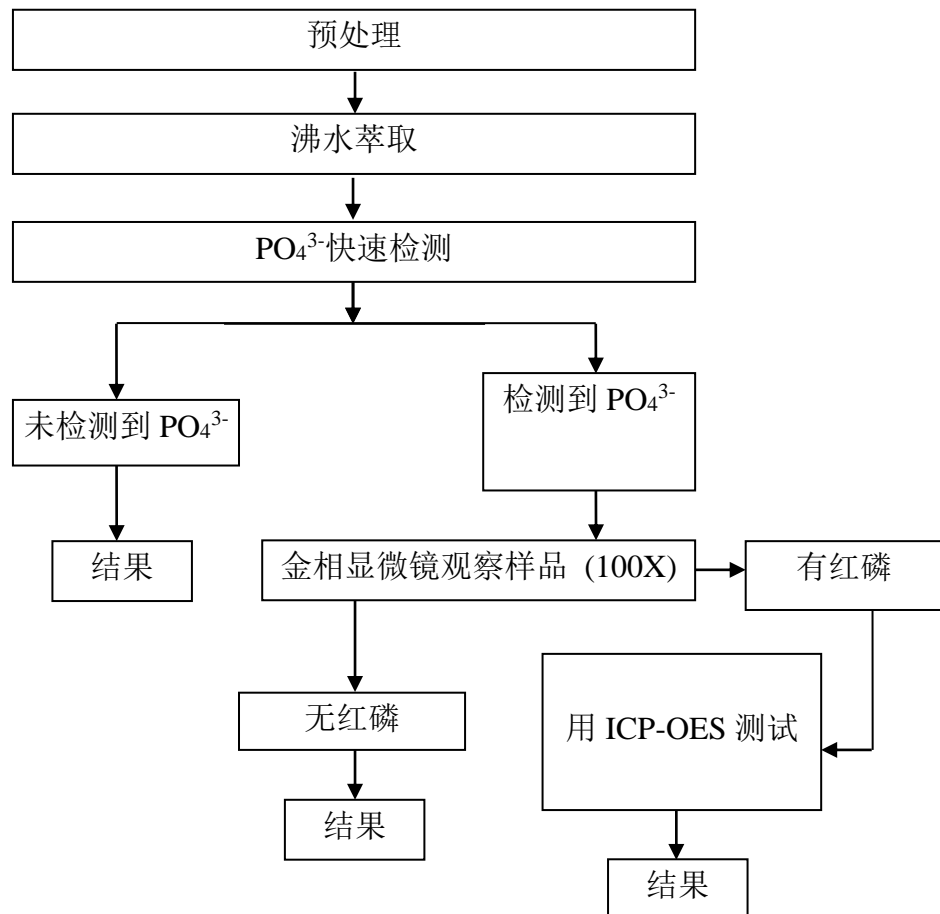 预处理
沸水萃取
PO₄³⁻快速检测
未检测到 PO₄³⁻
检测到 PO₄³⁻
结果
金相显微镜观察样品 (100X)
有红磷
无红磷
用 ICP-OES 测试
结果
结果